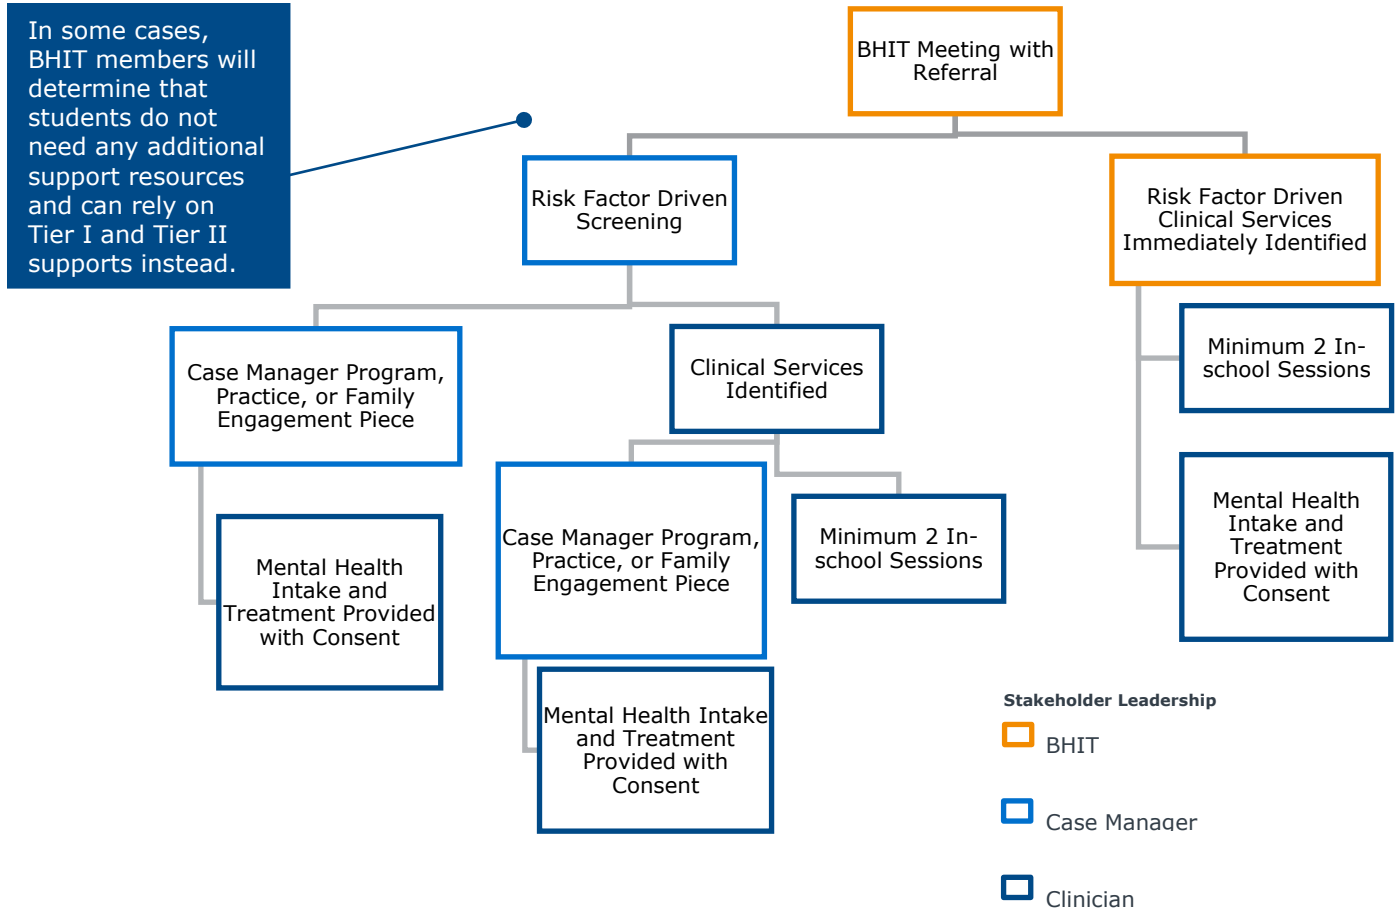 In some cases,
BHIT members will
determine that
students do not
need any additional
support resources
and can rely on
Tier I and Tier II
supports instead.
BHIT Meeting with
Referral
Risk Factor Driven
Screening
Risk Factor Driven
Clinical Services
Immediately Identified
Case Manager Program,
Practice, or Family
Engagement Piece
Clinical Services
Identified
Minimum 2 In-
school Sessions
Mental Health
Intake and
Treatment Provided
with Consent
Case Manager Program,
Practice, or Family
Engagement Piece
Minimum 2 In-
school Sessions
Mental Health
Intake and
Treatment
Provided with
Consent
Mental Health Intake
and Treatment
Provided with
Consent
Stakeholder Leadership
BHIT
Case Manager
Clinician